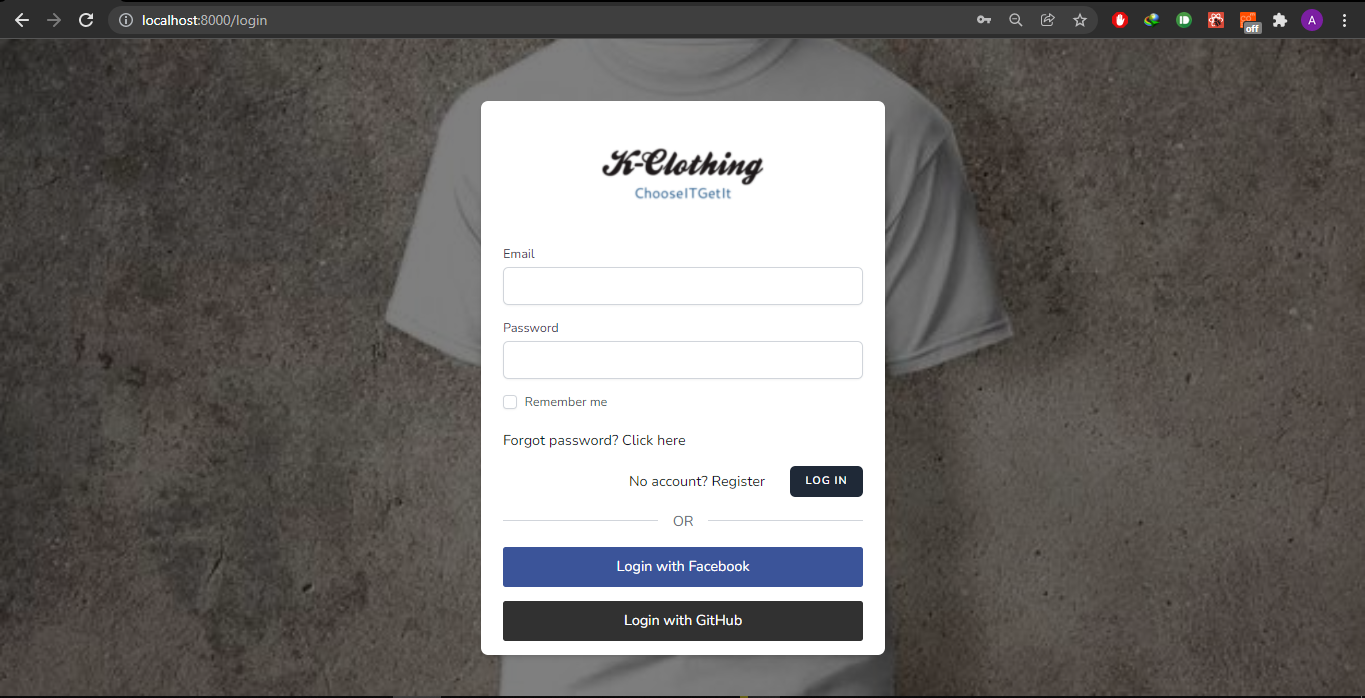 localhost:8000/login
off
A
K-Clothing
ChooseITGetIt
Email
Password
Remember me
Forgot password? Click here
No account? Register
LOG IN
OR
Login with Facebook
Login with GitHub